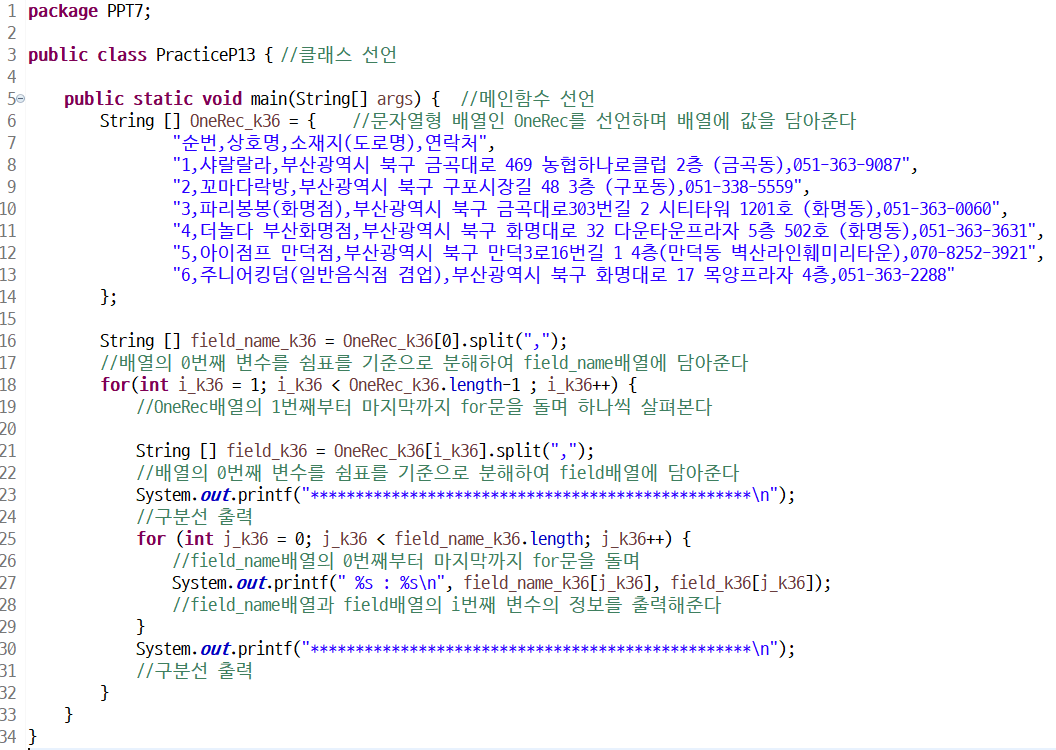 1 package PPT7;
2
3 public class PracticeP13 { //클래스 선언
4
5 public static void main(String[] args) {  //메인함수 선언
6 String [] OneRec_k36 = {    //문자열형 배열인 OneRec를 선언하며 배열에 값을 담아준다
7 "순번,상호명,소재지(도로명),연락처",
8 "1,샤랄랄라,부산광역시 북구 금곡대로 469 농협하나로클럽 2층 (금곡동),051-363-9087",
9 "2,꼬마다락방,부산광역시 북구 구포시장길 48 3층 (구포동),051-338-5559",
10 "3,파리봉봉(화명점),부산광역시 북구 금곡대로303번길 2 시티타워 1201호 (화명동),051-363-0060",
11 "4,더놀다 부산화명점,부산광역시 북구 화명대로 32 다운타운프라자 5층 502호 (화명동),051-363-3631",
12 "5,아이점프 만덕점,부산광역시 북구 만덕3로16번길 1 4층(만덕동 벽산라인훼미리타운),070-8252-3921",
13 "6,주니어킹덤(일반음식점 겸업),부산광역시 북구 화명대로 17 목양프라자 4층,051-363-2288"
14 };
15
16 String [] field_name_k36 = OneRec_k36[0].split(",");
17 //배열의 0번째 변수를 쉼표를 기준으로 분해하여 field_name배열에 담아준다
18 for(int i_k36 = 1; i_k36 < OneRec_k36.length-1 ; i_k36++) {
19 //OneRec배열의 1번째부터 마지막까지 for문을 돌며 하나씩 살펴본다
20
21 String [] field_k36 = OneRec_k36[i_k36].split(",");
22 //배열의 0번째 변수를 쉼표를 기준으로 분해하여 field배열에 담아준다
23 System.out.printf("*************************************************\n");
24 //구분선 출력
25 for (int j_k36 = 0; j_k36 < field_name_k36.length; j_k36++) {
26 //field_name배열의 0번째부터 마지막까지 for문을 돌며
27 System.out.printf(" %s : %s\n", field_name_k36[j_k36], field_k36[j_k36]);
28 //field_name배열과 field배열의 i번째 변수의 정보를 출력해준다
29 }
30 System.out.printf("*************************************************\n");
31 //구분선 출력
32 }
33 }
34 }